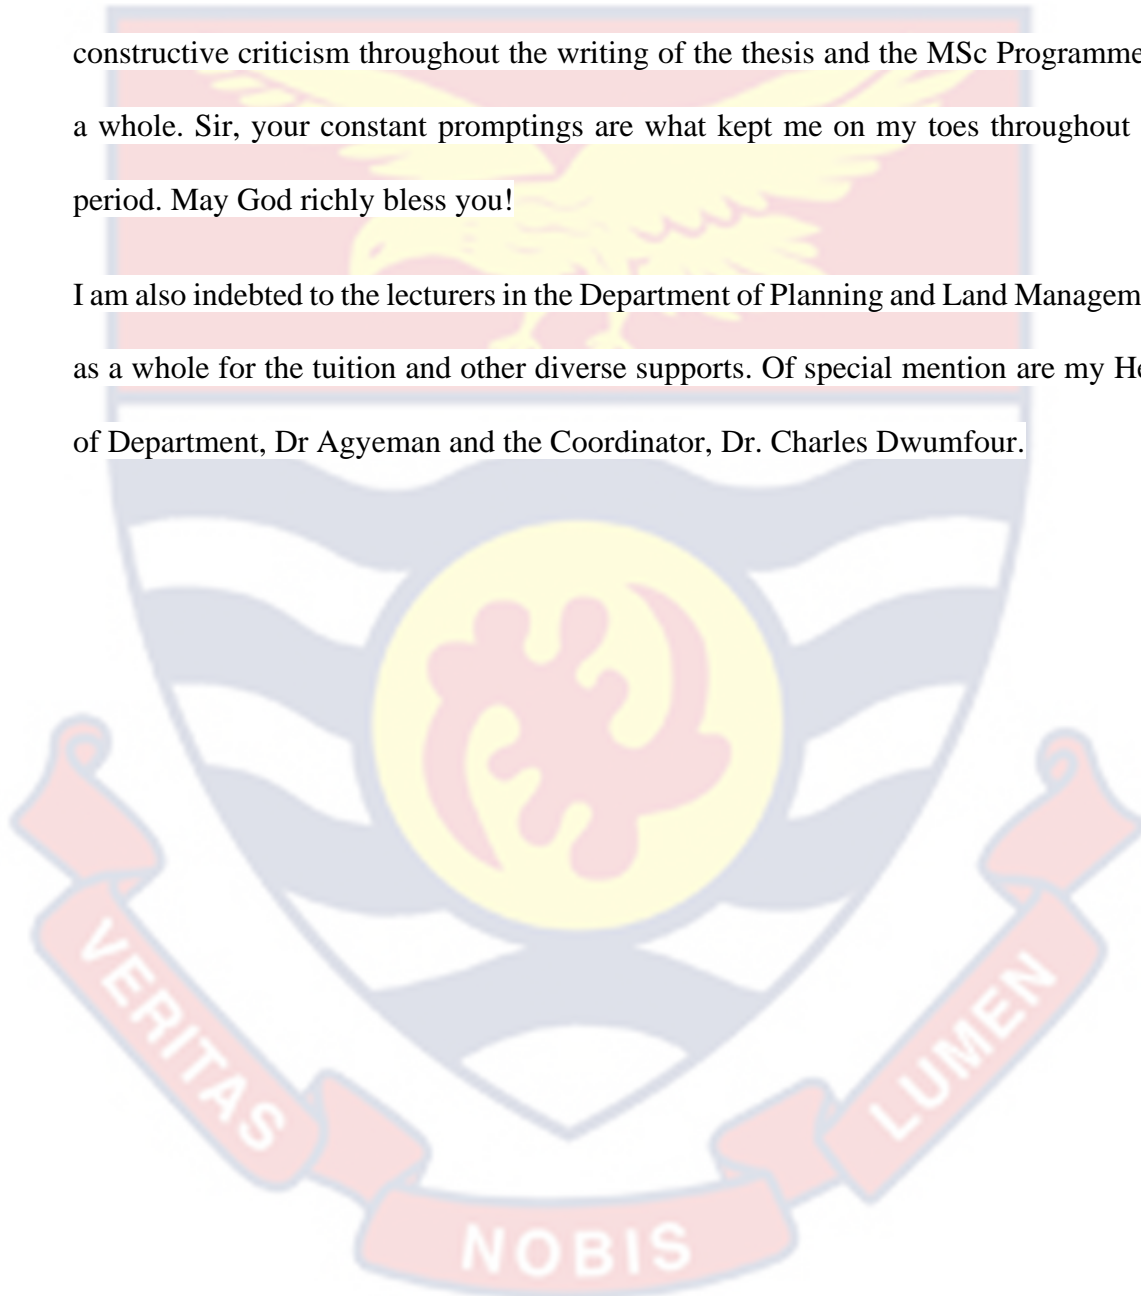 constructive criticism throughout the writing of the thesis and the MSc Programme
a whole. Sir, your constant promptings are what kept me on my toes throughout
period. May God richly bless you!
I am also indebted to the lecturers in the Department of Planning and Land Managem
as a whole for the tuition and other diverse supports. Of special mention are my He
of Department, Dr Agyeman and the Coordinator, Dr. Charles Dwumfour.
VERITAS
NOBIS
LUMEN